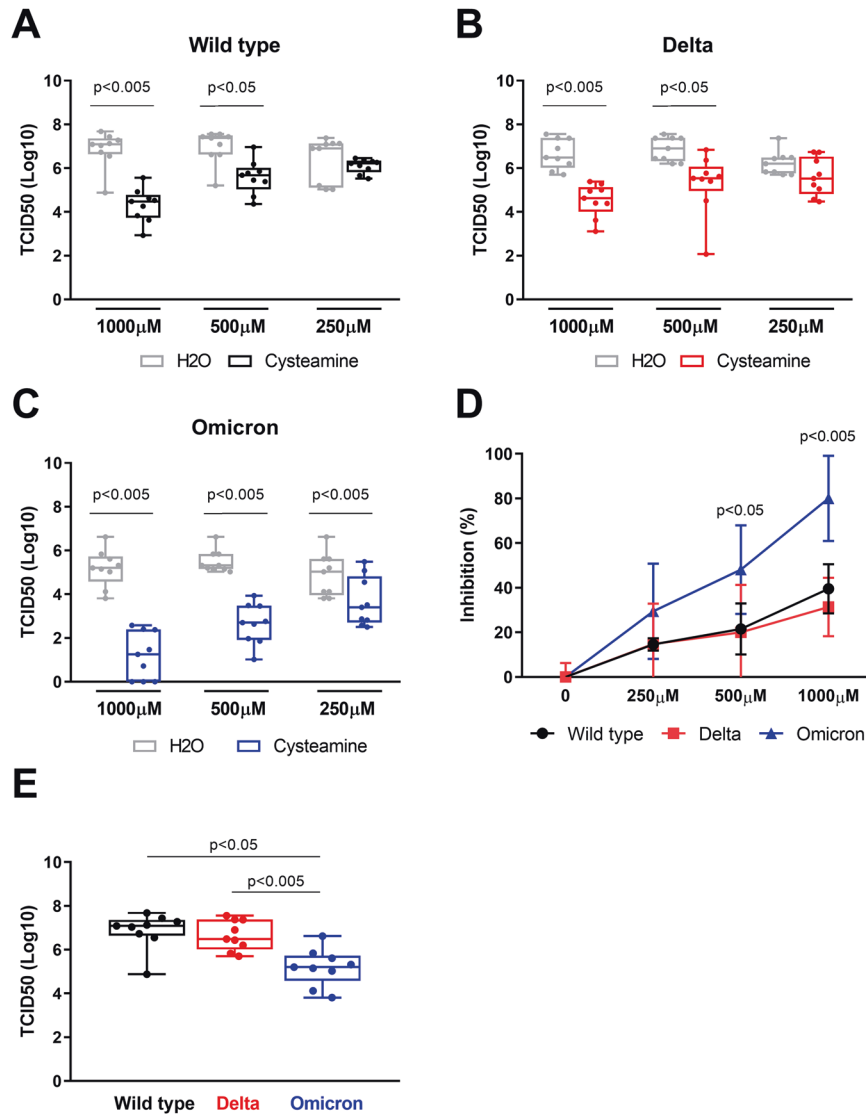 A
Wild type
TCID50 (Log10)
10
8
6
4
2
0
p<0.005
p<0.05
1000μM
500μM
250μM
H2O
Cysteamine
B
Delta
TCID50 (Log10)
10
8
6
4
2
0
p<0.005
p<0.05
1000μM
500μM
250μM
H2O
Cysteamine
C
Omicron
TCID50 (Log10)
10
8
6
4
2
0
p<0.005
p<0.005
p<0.005
1000μM
500μM
250μM
H2O
Cysteamine
D
Inhibition (%)
100
80
60
40
20
0
p<0.05
p<0.005
0
250μM
500μM
1000μM
Wild type
Delta
Omicron
E
TCID50 (Log10)
10
8
6
4
2
0
p<0.05
p<0.005
Wild type
Delta
Omicron